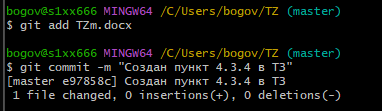 bogov@s1xx666 MINGW64 /C/Users/bogov/TZ (master)
$ git add TZm.docx
bogov@s1xx666 MINGW64 /C/Users/bogov/TZ (master)
$ git commit -m "Создан пункт 4.3.4 в ТЗ"
[master e97858c] Создан пункт 4.3.4 в ТЗ
1 file changed, 0 insertions(+), 0 deletions(-)